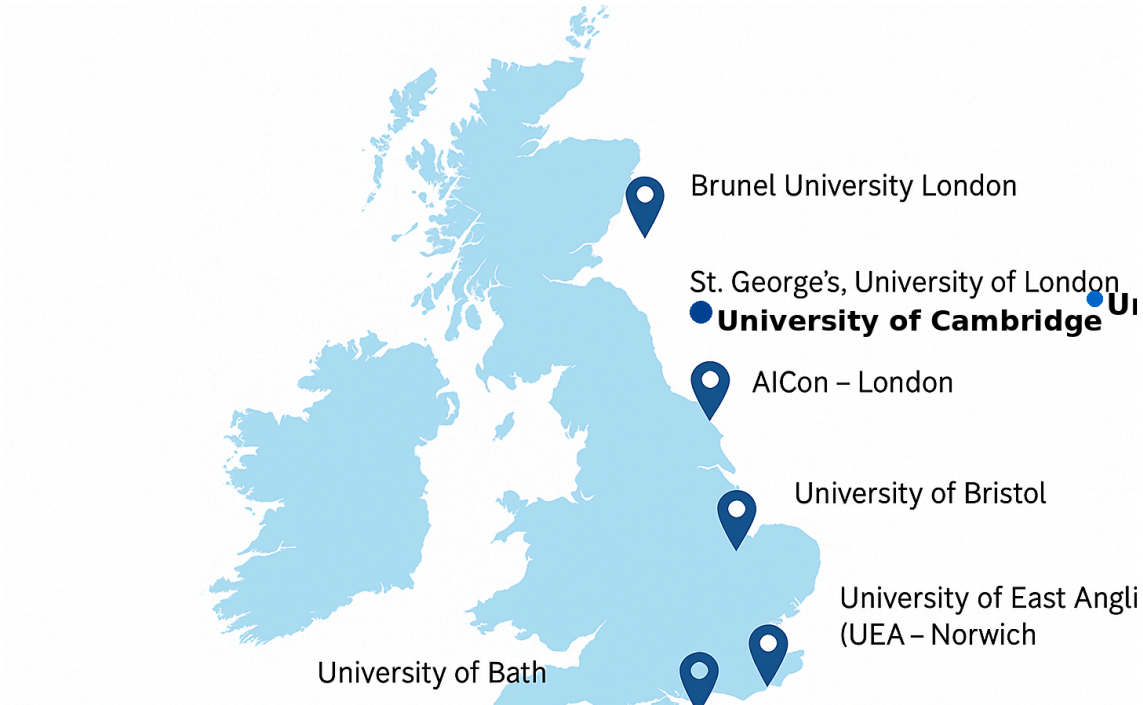 Brunel University London
St. George’s, University of London
University of Cambridge
AICon – London
University of Bristol
University of East Angli
(UEA – Norwich
University of Bath